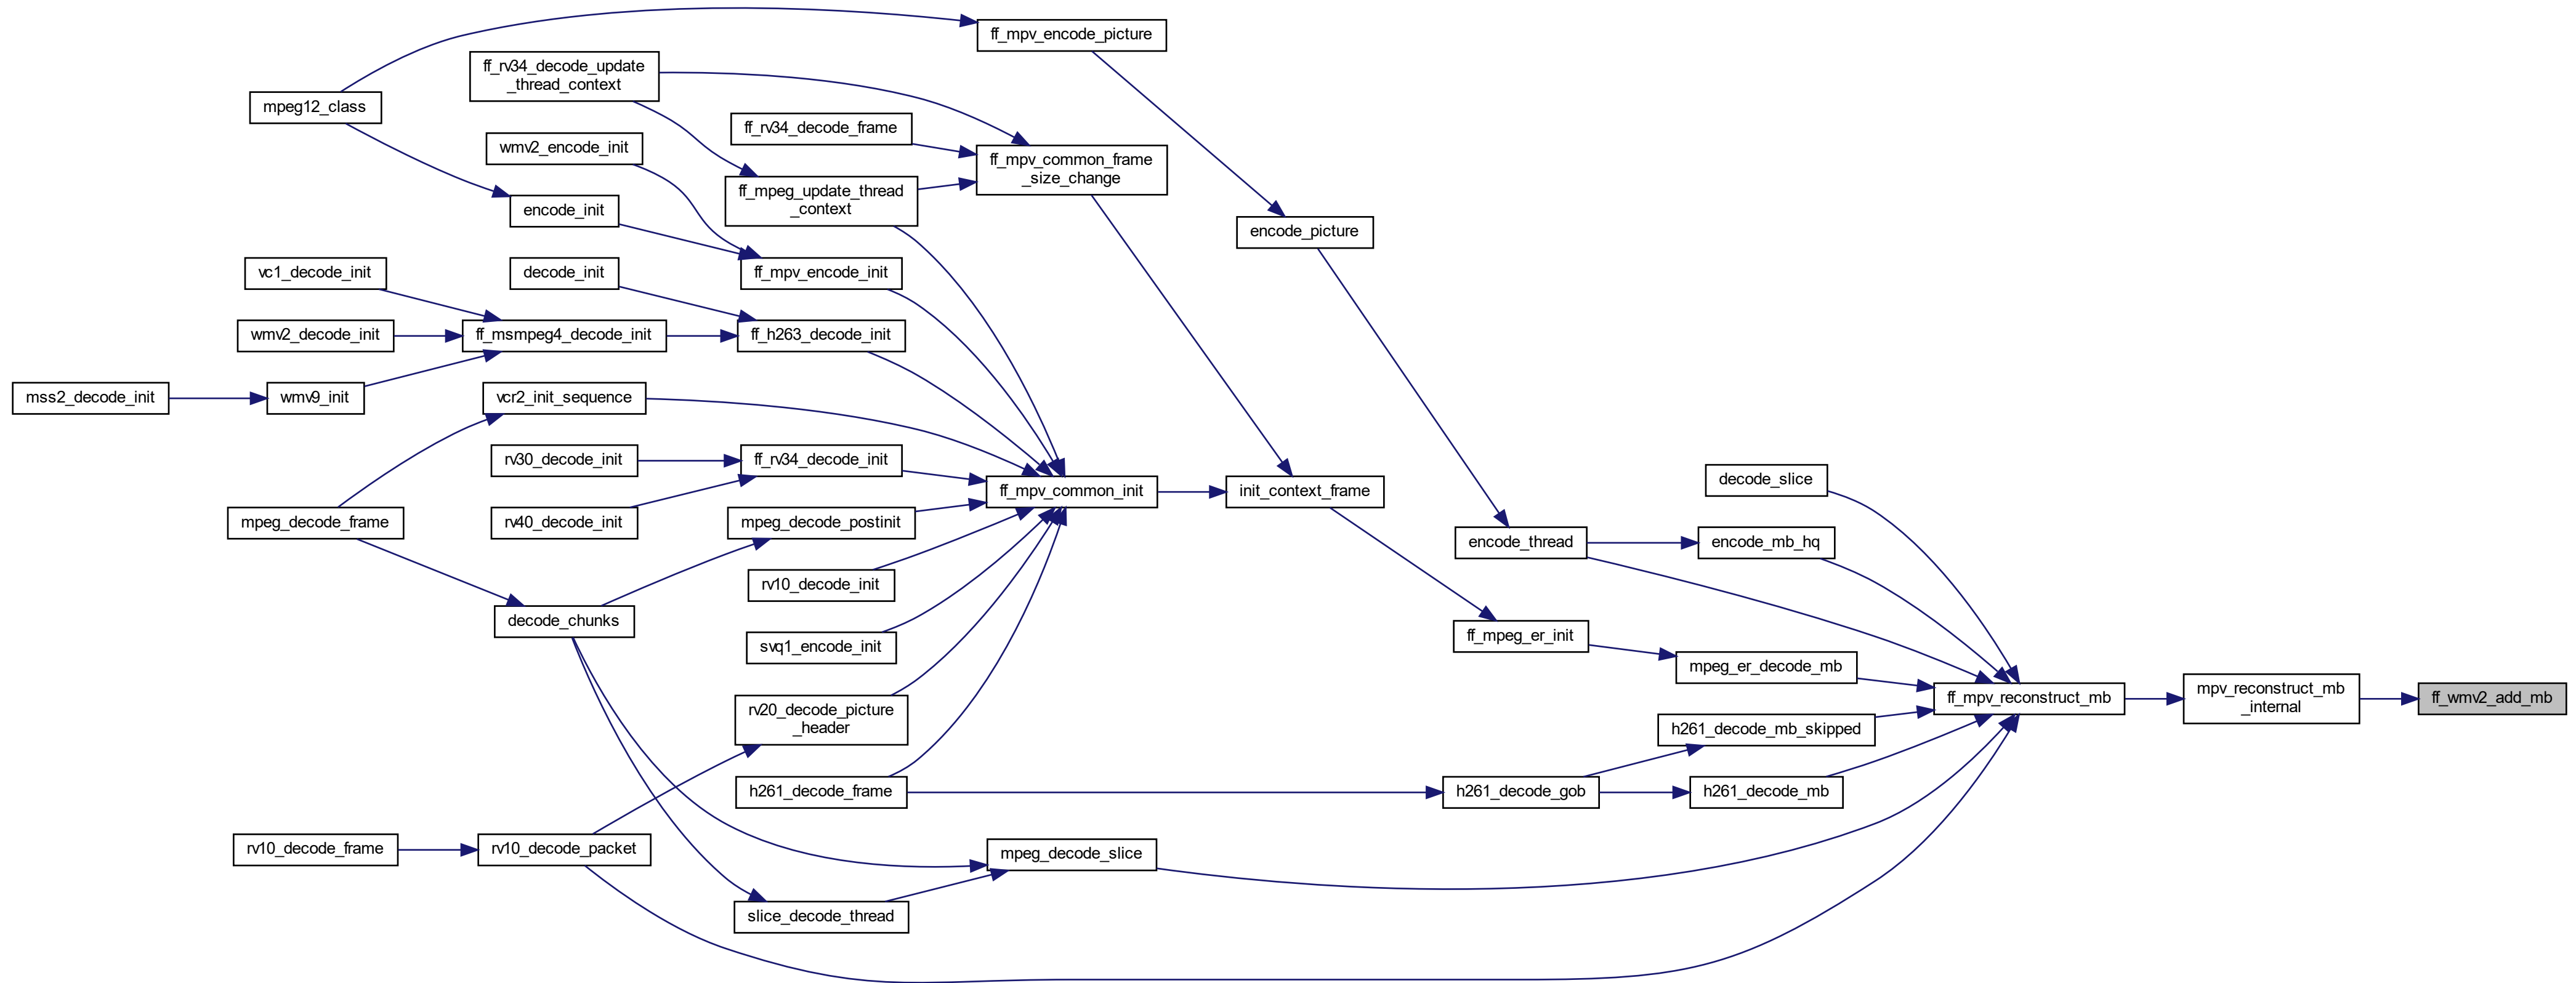 ff_mpv_encode_picture
ff_rv34_decode_update
_thread_context
mpeg12_class
ff_rv34_decode_frame
wmv2_encode_init
ff_mpv_common_frame
_size_change
ff_mpeg_update_thread
_context
encode_init
encode_picture
vc1_decode_init
decode_init
ff_mpv_encode_init
wmv2_decode_init
ff_msmpeg4_decode_init
ff_h263_decode_init
mss2_decode_init
wmv9_init
vcr2_init_sequence
rv30_decode_init
ff_rv34_decode_init
decode_slice
ff_mpv_common_init
init_context_frame
mpeg_decode_frame
rv40_decode_init
mpeg_decode_postinit
encode_thread
encode_mb_hq
rv10_decode_init
decode_chunks
svq1_encode_init
ff_mpeg_er_init
mpeg_er_decode_mb
ff_mpv_reconstruct_mb
mpv_reconstruct_mb
_internal
ff_wmv2_add_mb
rv20_decode_picture
_header
h261_decode_mb_skipped
h261_decode_frame
h261_decode_gob
h261_decode_mb
rv10_decode_frame
rv10_decode_packet
mpeg_decode_slice
slice_decode_thread